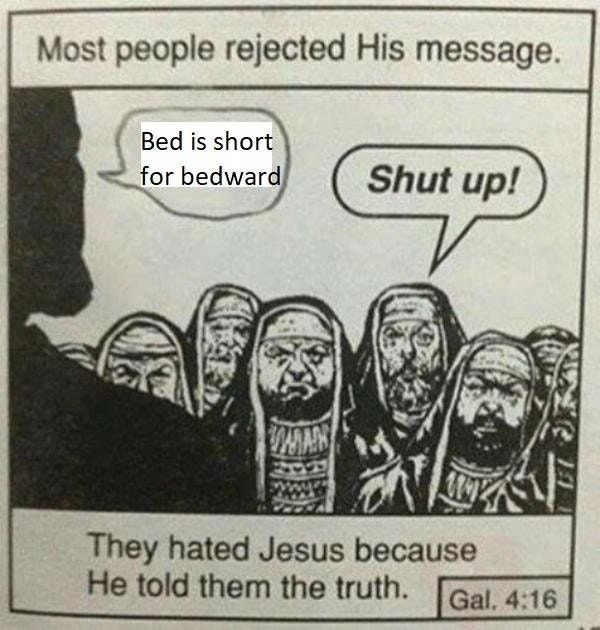 Most people rejected His message.
Bed is short
for bedward
Shut up!
They hated Jesus because
He told them the truth.
Gal. 4:16